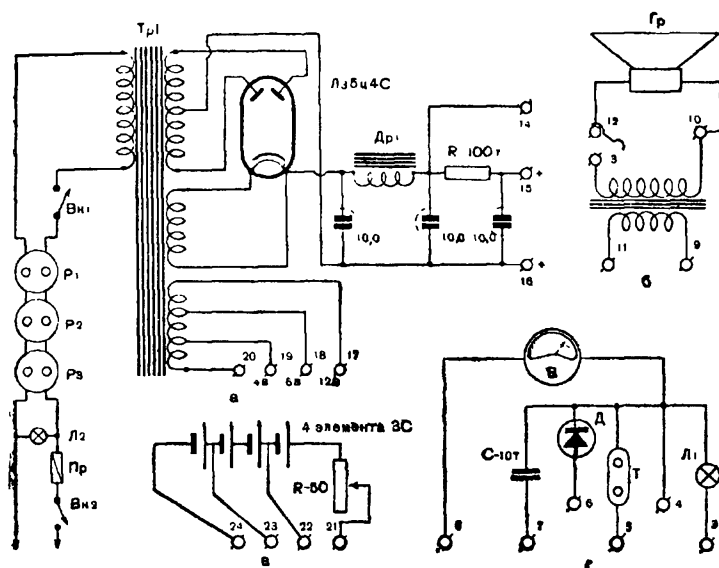 Тр1
Гр
Л3 5Ц4С
Др1
14
12
10
3
R 100т
15 +
Вк1
10,0
10,0
10,0
16 +
11
9
б
Р1
Р2
Р3
20
19
18
17
4в
6в
12в
а
В
Л2
Пр
Вк2
4 элемента 3С
R-50
24
23
22
21
в
С-10т
Д
Т
Л1
6
4
8
7
5
г